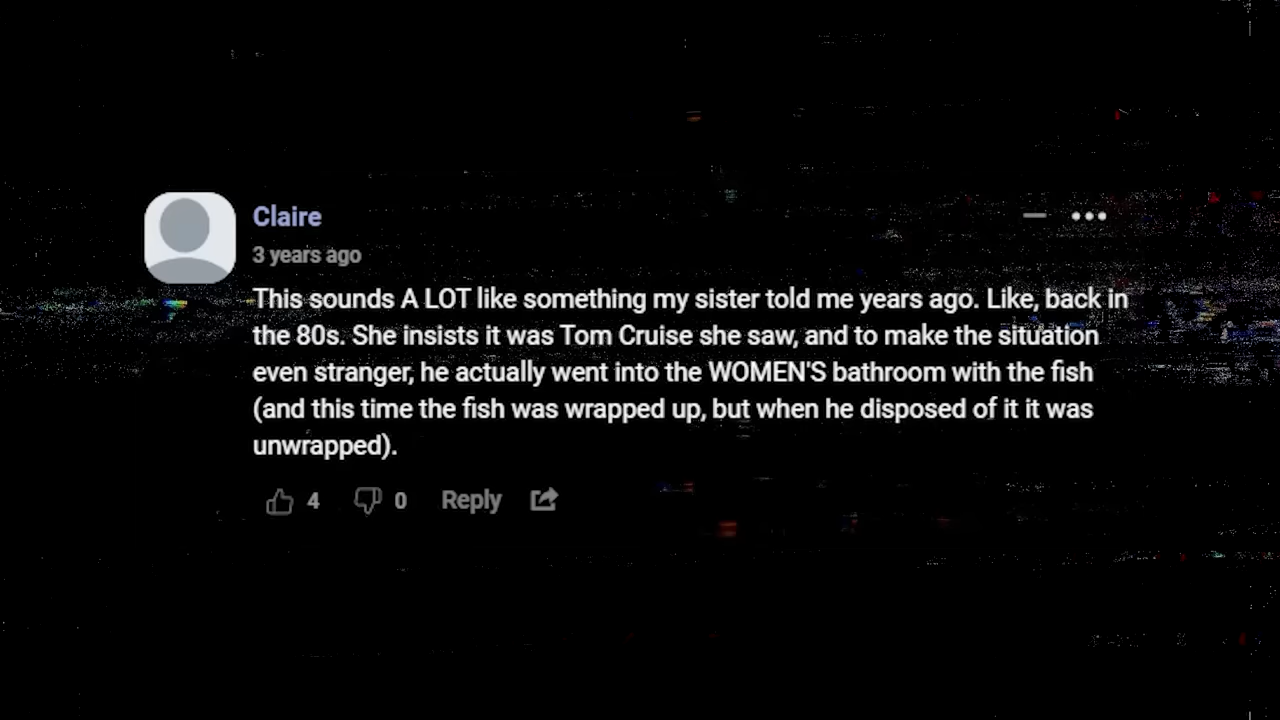 Claire
3 years ago
This sounds A LOT like something my sister told me years ago. Like, back in
the 80s. She insists it was Tom Cruise she saw, and to make the situation
even stranger, he actually went into the WOMEN'S bathroom with the fish
(and this time the fish was wrapped up, but when he disposed of it it was
unwrapped).
4 0 Reply